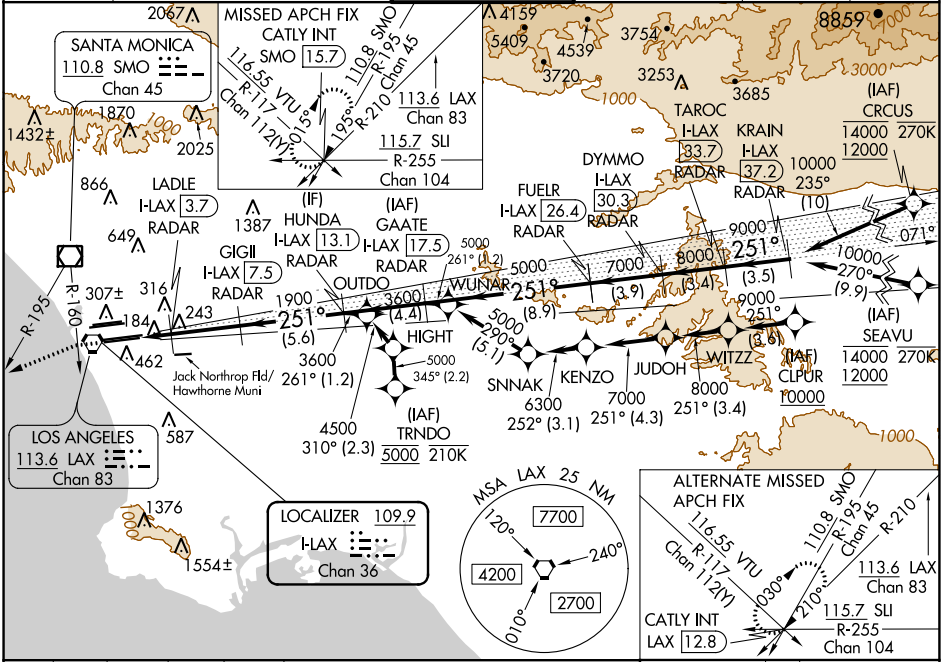 2067
SANTA MONICA
110.8 SMO
Chan 45
1432±
1870
1000
2025
MISSED APCH FIX
CATLY INT
SMO 15.7
116.55 VTU
R-117
Chan 112(Y)
015°
195°
110.8 SMO
R-195
Chan 45
R-210
113.6 LAX
Chan 83
115.7 SLI
R-255
Chan 104
4159
5409
4539
3754
3720
3253
3685
8859
7000
3000
1000
(IAF)
CRCUS
14000 270K
12000
TAROC
I-LAX
33.7
RADAR
KRAIN
I-LAX
37.2
RADAR
10000
235°
(10)
DYMMO
I-LAX
30.3
RADAR
FUELR
I-LAX 26.4
RADAR
(IAF)
GAATE
I-LAX 17.5
RADAR
(IF)
HUNDA
I-LAX 13.1
RADAR
LADLE
I-LAX 3.7
RADAR
GIGII
I-LAX 7.5
RADAR
866
649
1387
307±
316
184
243
462
587
R-195
R-160
OUTDO
WUNAR
HIGHT
5000
261° (1.2)
1900
251°
(5.6)
3600
(4.4)
5000
251°
(8.9)
7000
(3.9)
8000
(3.4)
9000
251°
(3.5)
071°
10000
270°
(9.9)
9000
251°
(3.6)
5000
290°
(5.1)
3600
261° (1.2)
5000
345° (2.2)
4500
310° (2.3)
(IAF)
TRNDO
5000 210K
SNNAK
KENZO
JUDOH
WITZZ
6300
252° (3.1)
7000
251° (4.3)
8000
251° (3.4)
(IAF)
CLPUR
10000
(IAF)
SEAVU
14000 270K
12000
1000
Jack Northrop Fld/
Hawthorne Muni
LOS ANGELES
113.6 LAX
Chan 83
1376
1554±
LOCALIZER 109.9
I-LAX
Chan 36
MSA LAX 25 NM
120°
7700
240°
4200
2700
010°
ALTERNATE MISSED
APCH FIX
116.55 VTU
R-117
Chan 112(Y)
030°
210°
110.8 SMO
R-195
Chan 45
R-210
113.6 LAX
Chan 83
115.7 SLI
R-255
Chan 104
CATLY INT
LAX 12.8